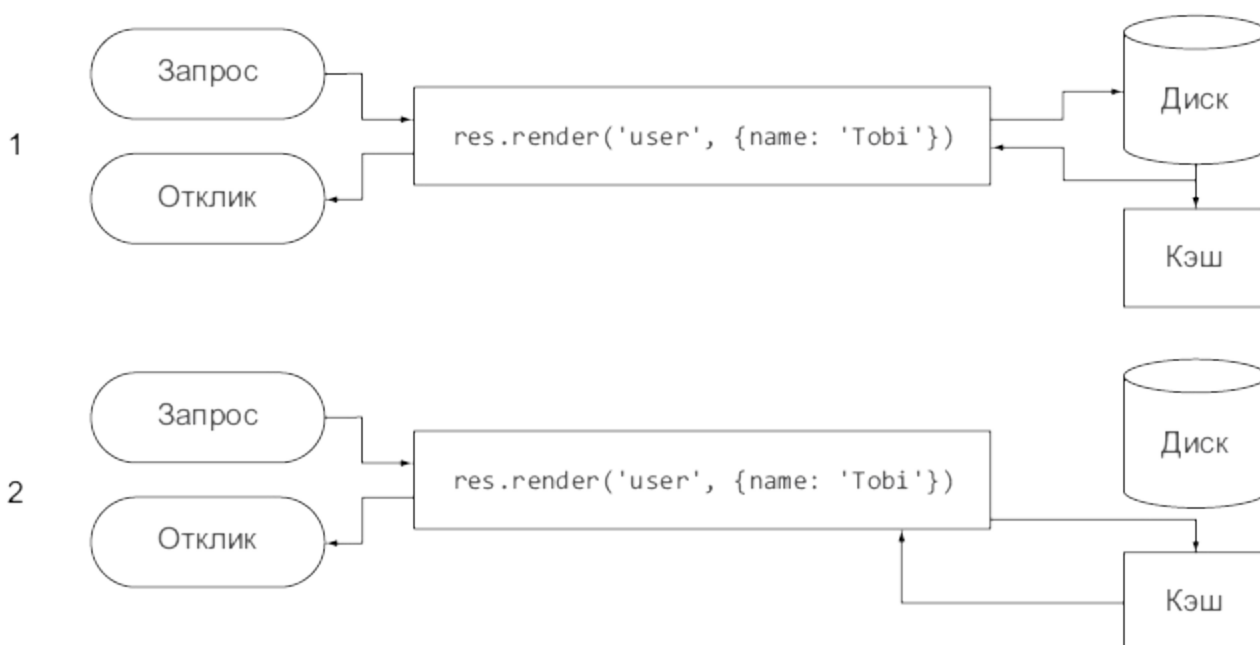 1
Запрос
Отклик
res.render('user', {name: 'Tobi'})
Диск
Кэш
2
Запрос
Отклик
res.render('user', {name: 'Tobi'})
Диск
Кэш